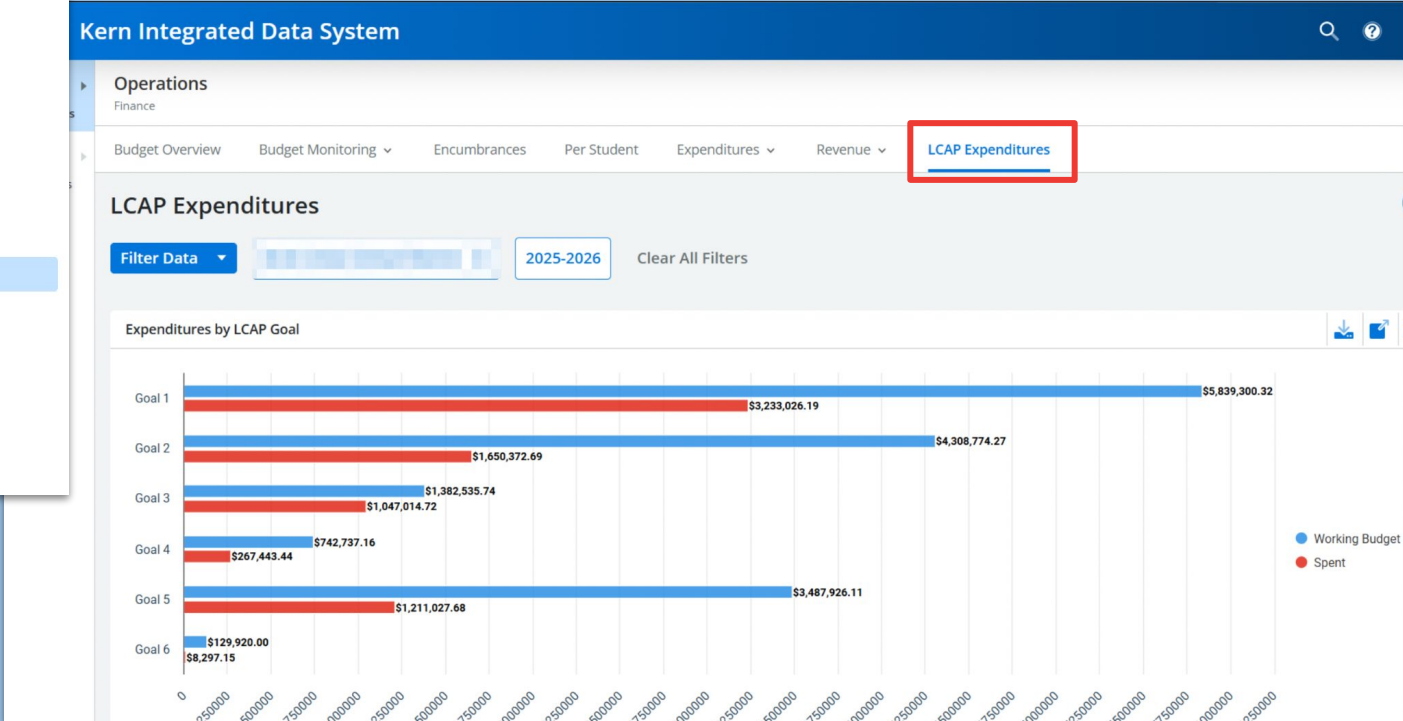 Kern Integrated Data System
Operations
Finance
s
Budget Overview Budget Monitoring Encumbrances Per Student Expenditures Revenue LCAP Expenditures
LCAP Expenditures
Filter Data 2025-2026 Clear All Filters
Expenditures by LCAP Goal
Goal 1 $5,839,300.32
$3,233,026.19
Goal 2 $4,308,774.27
$1,650,372.69
Goal 3 $1,382,535.74
$1,047,014.72
Goal 4 $742,737.16
$267,443.44
Goal 5 $3,487,926.11
$1,211,027.68
Goal 6 $129,920.00
$8,297.15
Working Budget
Spent
0